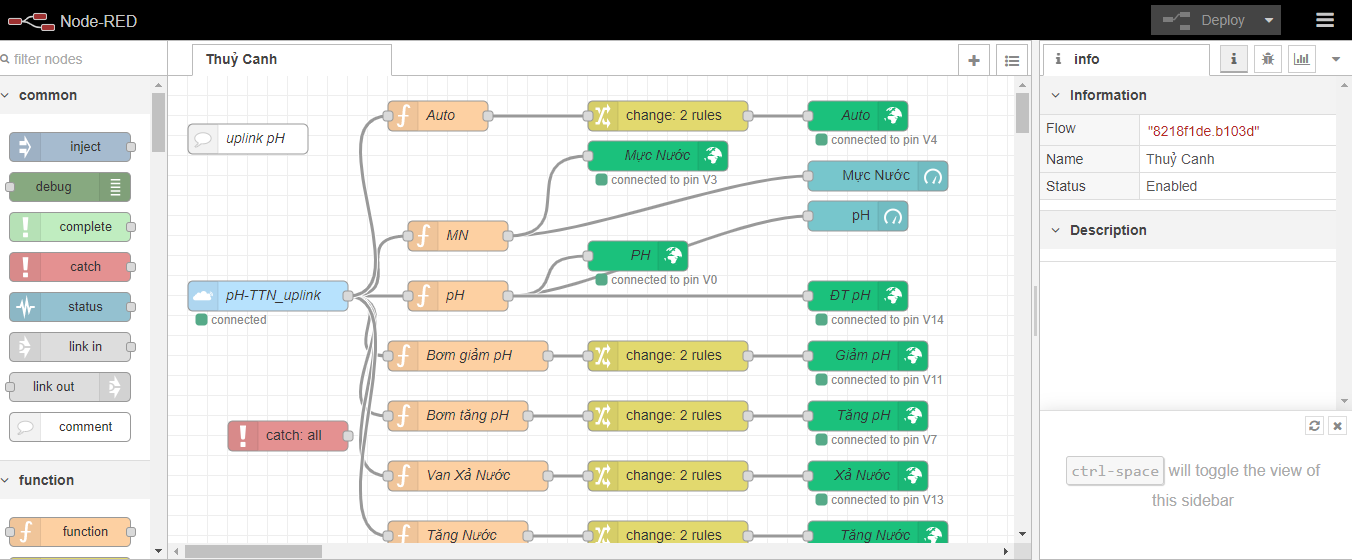 Node-RED
Deploy
filter nodes
common
inject
debug
complete
catch
status
link in
link out
comment
function
function
Thuỷ Canh
uplink pH
Auto
change: 2 rules
Auto
connected to pin V4
Mực Nước
connected to pin V3
Mực Nước
pH
MN
PH
connected to pin V0
pH-TTN_uplink
connected
pH
ĐT pH
connected to pin V14
Bơm giảm pH
change: 2 rules
Giảm pH
connected to pin V11
Bơm tăng pH
change: 2 rules
Tăng pH
connected to pin V7
catch: all
Van Xả Nước
change: 2 rules
Xả Nước
connected to pin V13
Tăng Nước
change: 2 rules
Tăng Nước
i info
i
Information
Flow "8218f1de.b103d"
Name Thuỷ Canh
Status Enabled
Description
ctrl-space will toggle the view of
this sidebar